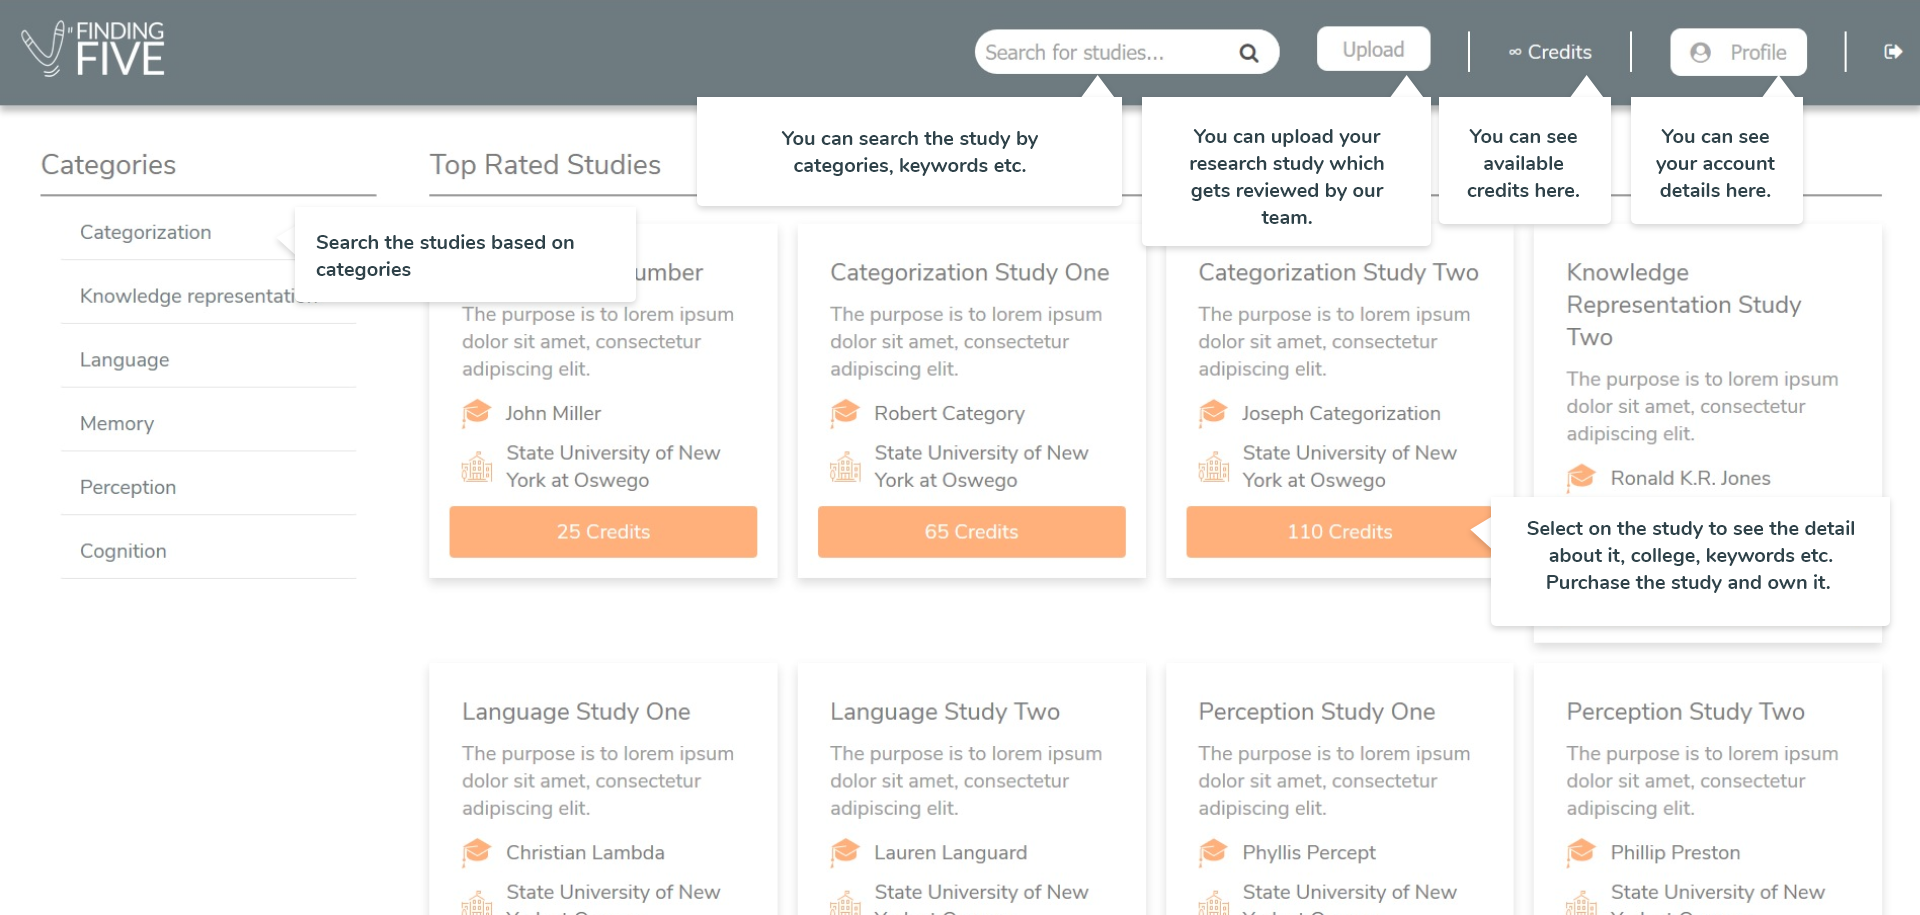 FINDING
FIVE
Search for studies...
Upload
∞ Credits
Profile
You can search the study by
categories, keywords etc.
You can upload your
research study which
gets reviewed by our
team.
You can see
available
credits here.
You can see
your account
details here.
Categories
Categorization
Knowledge
Language
Memory
Perception
Cognition
Search the studies based on
categories
Top Rated Studies
umber
The purpose is to lorem ipsum
dolor sit amet, consectetur
adipiscing elit.
John Miller
State University of New
York at Oswego
25 Credits
Categorization Study One
The purpose is to lorem ipsum
dolor sit amet, consectetur
adipiscing elit.
Robert Category
State University of New
York at Oswego
65 Credits
Categorization Study Two
The purpose is to lorem ipsum
dolor sit amet, consectetur
adipiscing elit.
Joseph Categorization
State University of New
York at Oswego
110 Credits
Knowledge
Representation Study
Two
The purpose is to lorem ipsum
dolor sit amet, consectetur
adipiscing elit.
Ronald K.R. Jones
Select on the study to see the detail
about it, college, keywords etc.
Purchase the study and own it.
Language Study One
The purpose is to lorem ipsum
dolor sit amet, consectetur
adipiscing elit.
Christian Lambda
State University of New
Language Study Two
The purpose is to lorem ipsum
dolor sit amet, consectetur
adipiscing elit.
Lauren Languard
State University of New
Perception Study One
The purpose is to lorem ipsum
dolor sit amet, consectetur
adipiscing elit.
Phyllis Percept
State University of New
Perception Study Two
The purpose is to lorem ipsum
dolor sit amet, consectetur
adipiscing elit.
Phillip Preston
State University of New